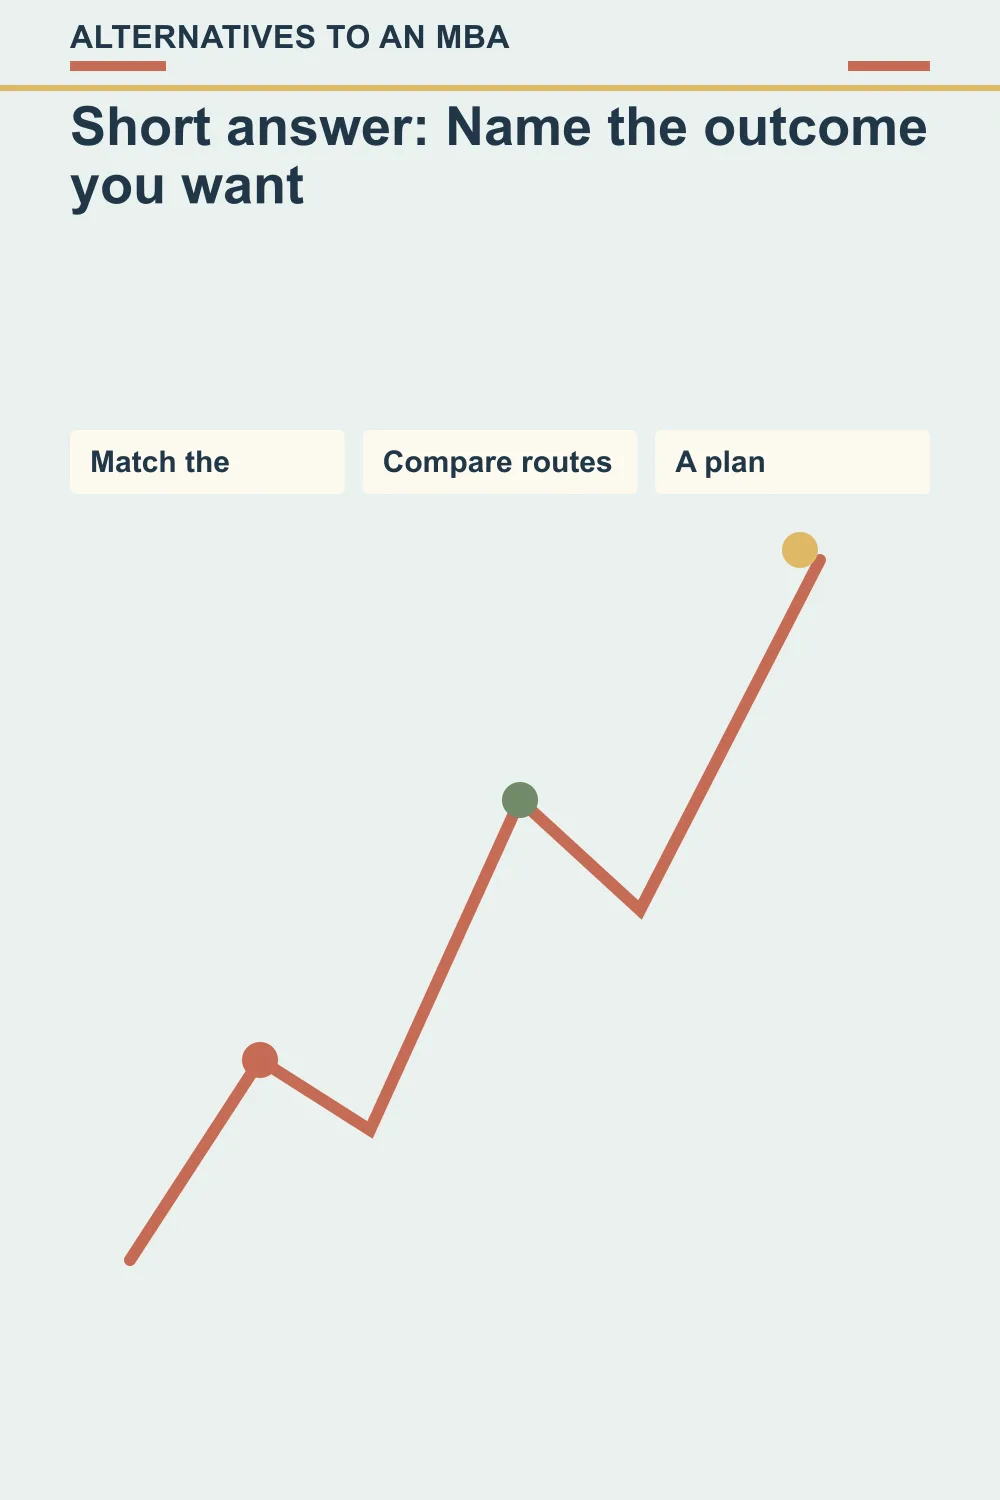 ALTERNATIVES TO AN MBA
Short answer: Name the outcome
you want
Match the
Compare routes
A plan